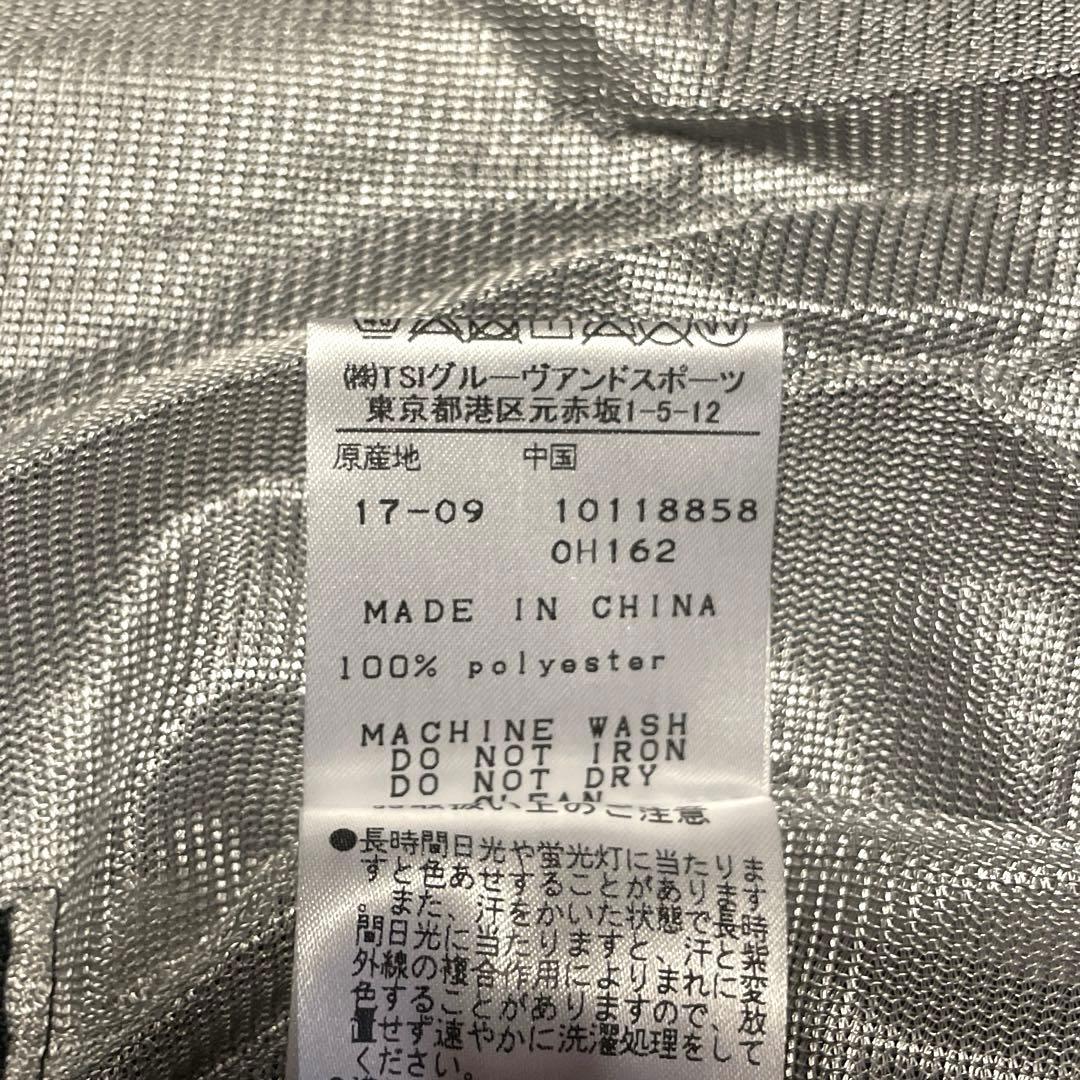 ㈱TSIグルーヴアンドスポーツ
東京都港区元赤坂1-5-12
原産地 中国
17-09 10118858
0H162
MADE IN CHINA
100% polyester
MACHINE WASH
DO NOT IRON
DO NOT DRY
CLEAN
い上のご注意
●長時間日光や蛍光灯に当たりま
すと色あせすることがあります
。また、汗をかいた状態で長時
間日光に当たりますと、汗と紫
外線の複合作用によりまれに変
色することがありますので、放
置せず速やかに洗濯処理をして
ください。